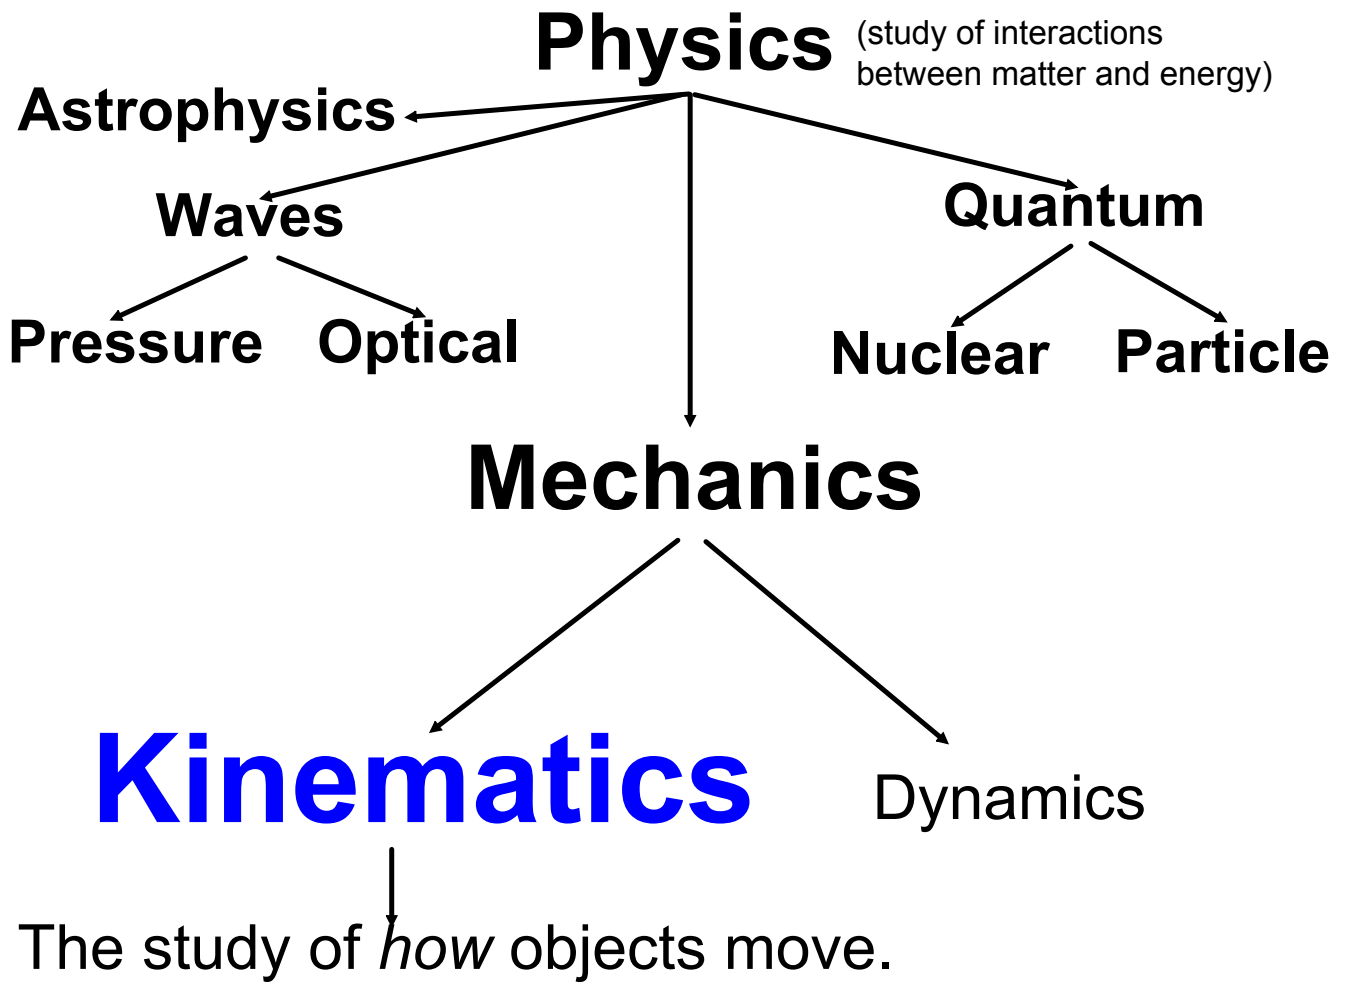 Physics
(study of interactions
between matter and energy)
Astrophysics
Waves
Quantum
Pressure
Optical
Nuclear
Particle
Mechanics
Kinematics
Dynamics
The study of how objects move.